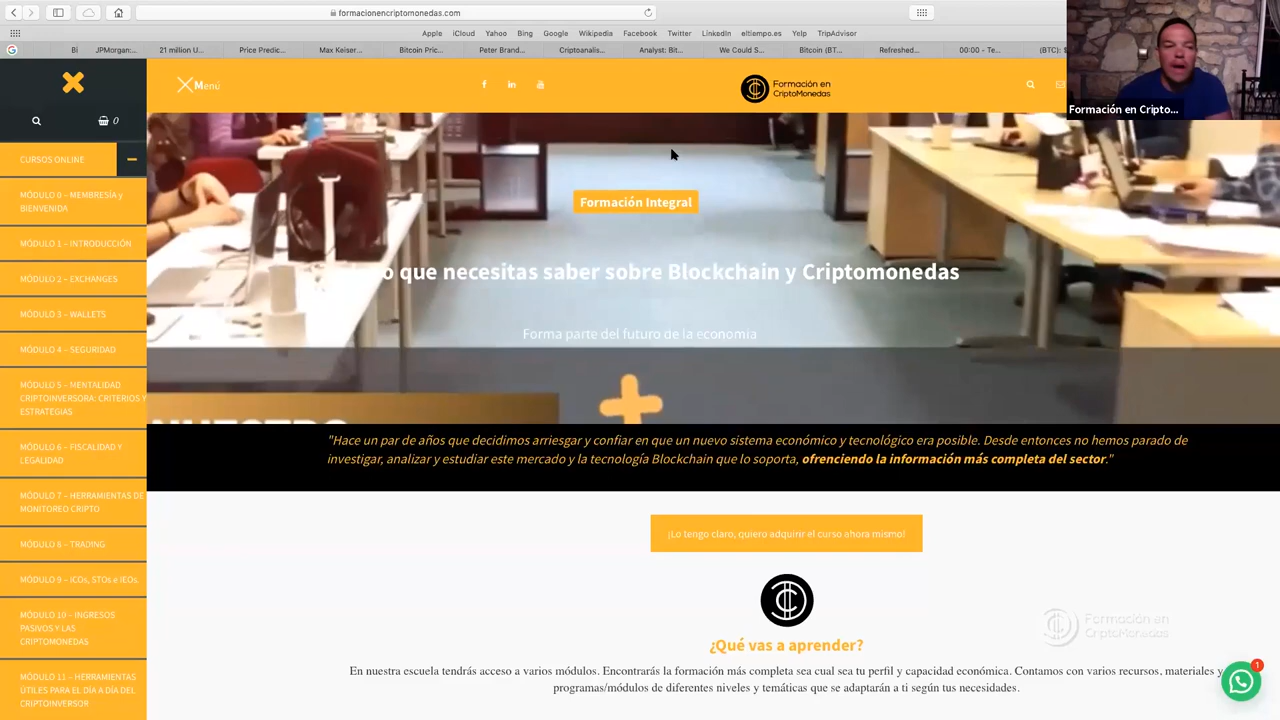 formacionencriptomonedas.com
Apple iCloud Yahoo Bing Google Wikipedia Facebook Twitter LinkedIn eltiempo.es Yelp TripAdvisor
Bi JPMorgan:... 21 million U... Price Predic... Max Keiser... Bitcoin Pric... Peter Brand... Criptoanalis... Analyst: Bit... We Could S... Bitcoin (BT... Refreshed... 00:00 - Te... (BTC):
Menú
Formación en
CriptoMonedas
Formación en Cripto...
0
CURSOS ONLINE
MÓDULO 0 – MEMBRESÍA y
BIENVENIDA
MÓDULO 1 – INTRODUCCIÓN
MÓDULO 2 – EXCHANGES
MÓDULO 3 – WALLETS
MÓDULO 4 – SEGURIDAD
MÓDULO 5 – MENTALIDAD
CRIPTOINVERSORA: CRITERIOS Y
ESTRATEGIAS
MÓDULO 6 – FISCALIDAD Y
LEGALIDAD
MÓDULO 7 – HERRAMIENTAS DE
MONITOREO CRIPTO
MÓDULO 8 – TRADING
MÓDULO 9 – ICOs, STOs e IEOs.
MÓDULO 10 – INGRESOS
PASIVOS Y LAS
CRIPTOMONEDAS
MÓDULO 11 – HERRAMIENTAS
ÚTILES PARA EL DÍA A DÍA DEL
CRIPTOINVERSOR
Formación Integral
o que necesitas saber sobre Blockchain y Criptomonedas
Forma parte del futuro de la economia
"Hace un par de años que decidimos arriesgar y confiar en que un nuevo sistema económico y tecnológico era posible. Desde entonces no hemos parado de
investigar, analizar y estudiar este mercado y la tecnología Blockchain que lo soporta, ofrenciendo la información más completa del sector."
¡Lo tengo claro, quiero adquirir el curso ahora mismo!
¿Qué vas a aprender?
Formación en
CriptoMonedas
En nuestra escuela tendrás acceso a varios módulos. Encontrarás la formación más completa sea cual sea tu perfil y capacidad económica. Contamos con varios recursos, materiales y
programas/módulos de diferentes niveles y temáticas que se adaptarán a ti según tus necesidades.
1